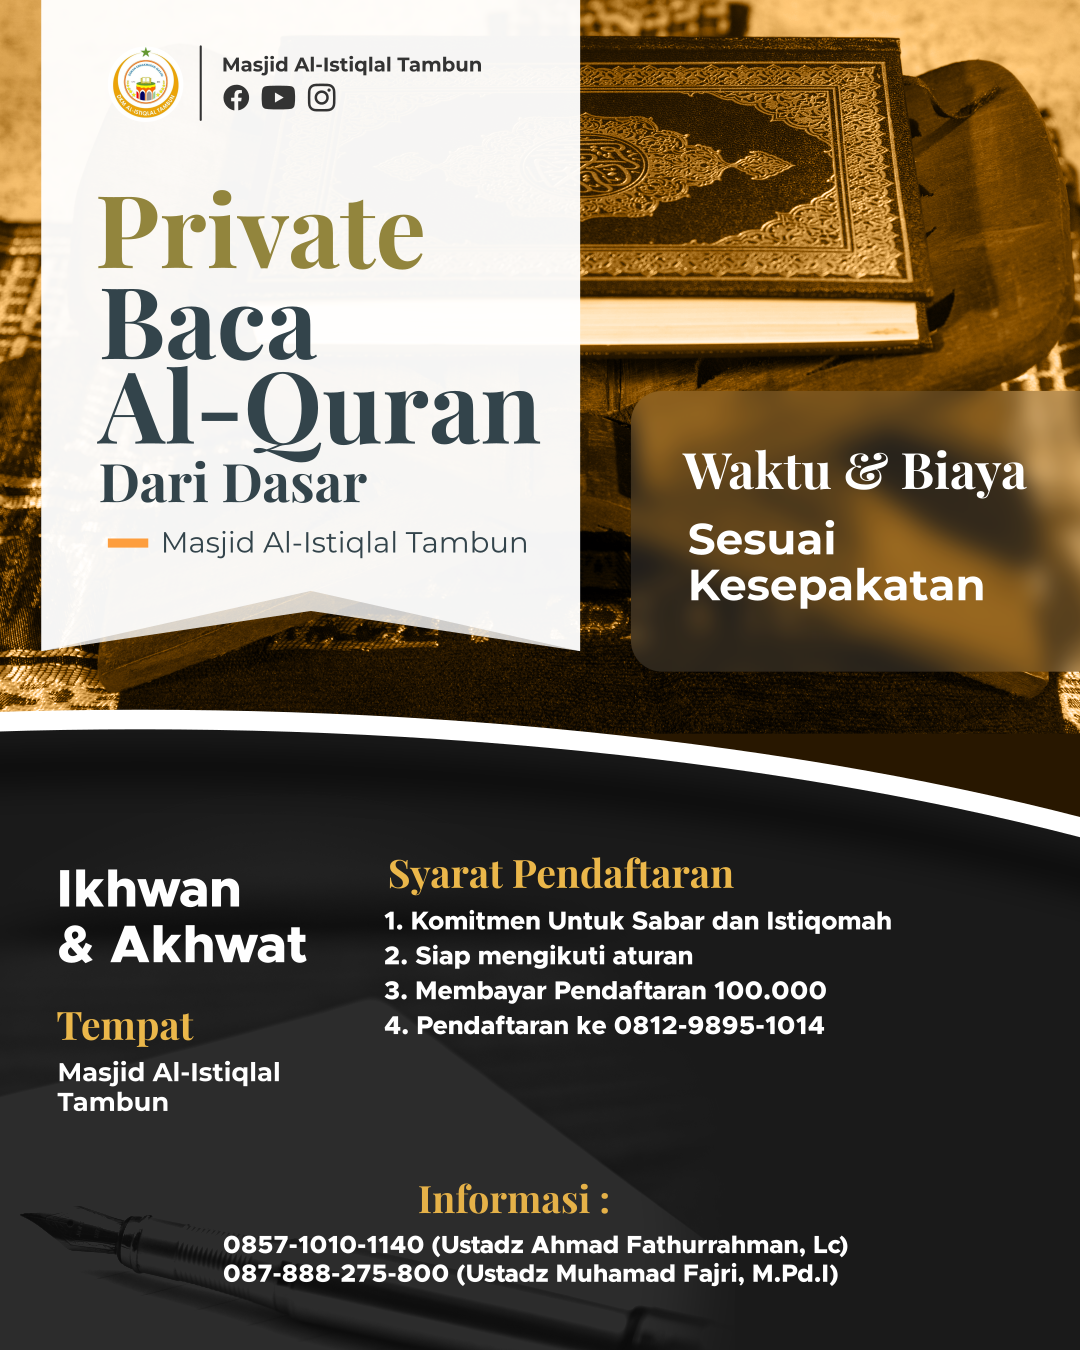 Masjid Al-Istiqlal Tambun
Private
Baca
Al-Quran
Dari Dasar
Masjid Al-Istiqlal Tambun
Waktu & Biaya
Sesuai
Kesepakatan
Ikhwan
& Akhwat
Tempat
Masjid Al-Istiqlal
Tambun
Syarat Pendaftaran
1. Komitmen Untuk Sabar dan Istiqomah
2. Siap mengikuti aturan
3. Membayar Pendaftaran 100.000
4. Pendaftaran ke 0812-9895-1014
Informasi :
0857-1010-1140 (Ustadz Ahmad Fathurrahman, Lc)
087-888-275-800 (Ustadz Muhamad Fajri, M.Pd.I)